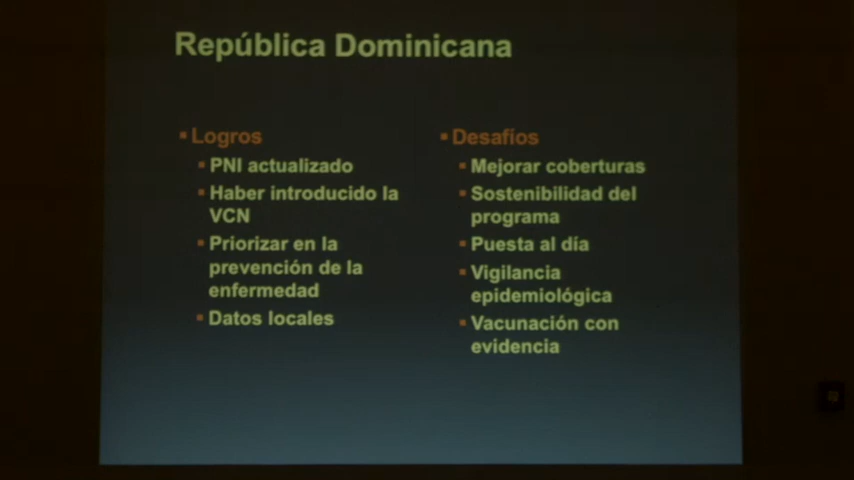 República Dominicana
Logros
PNI actualizado
Haber introducido la
VCN
Priorizar en la
prevención de la
enfermedad
Datos locales
Desafíos
Mejorar coberturas
Sostenibilidad del
programa
Puesta al día
Vigilancia
epidemiológica
Vacunación con
evidencia